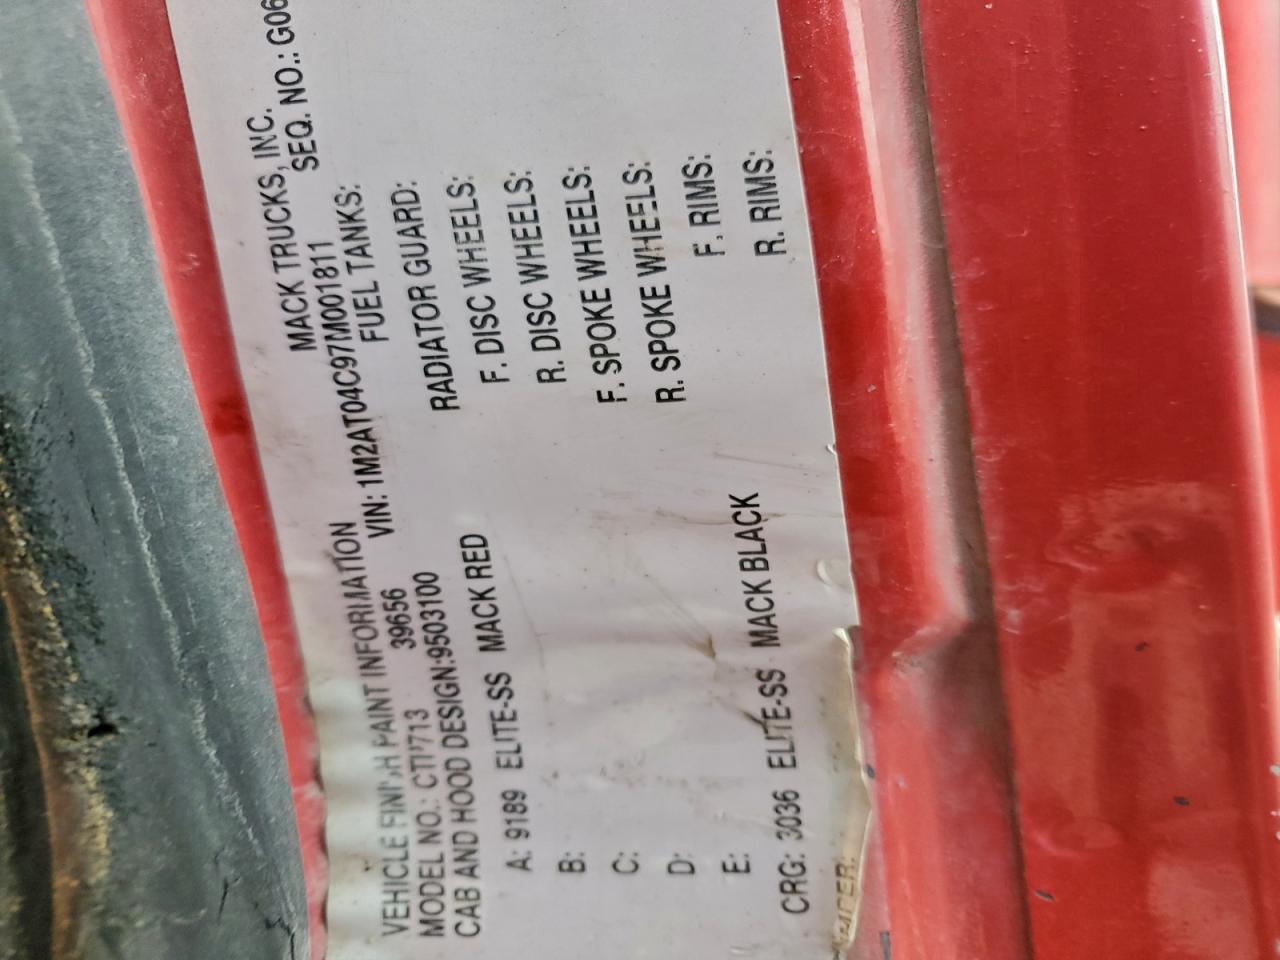 MACK TRUCKS, INC.
VEHICLE FINISH PAINT INFORMATION
SEQ. NO.: G06
MODEL NO.: CTP713 39656 VIN: 1M2AT04C97M001811
CAB AND HOOD DESIGN:9503100 FUEL TANKS:
A: 9189 ELITE-SS MACK RED RADIATOR GUARD:
B: F. DISC WHEELS:
C: R. DISC WHEELS:
D: F. SPOKE WHEELS:
E: R. SPOKE WHEELS:
CRG: 3036 ELITE-SS MACK BLACK F. RIMS:
R. RIMS: